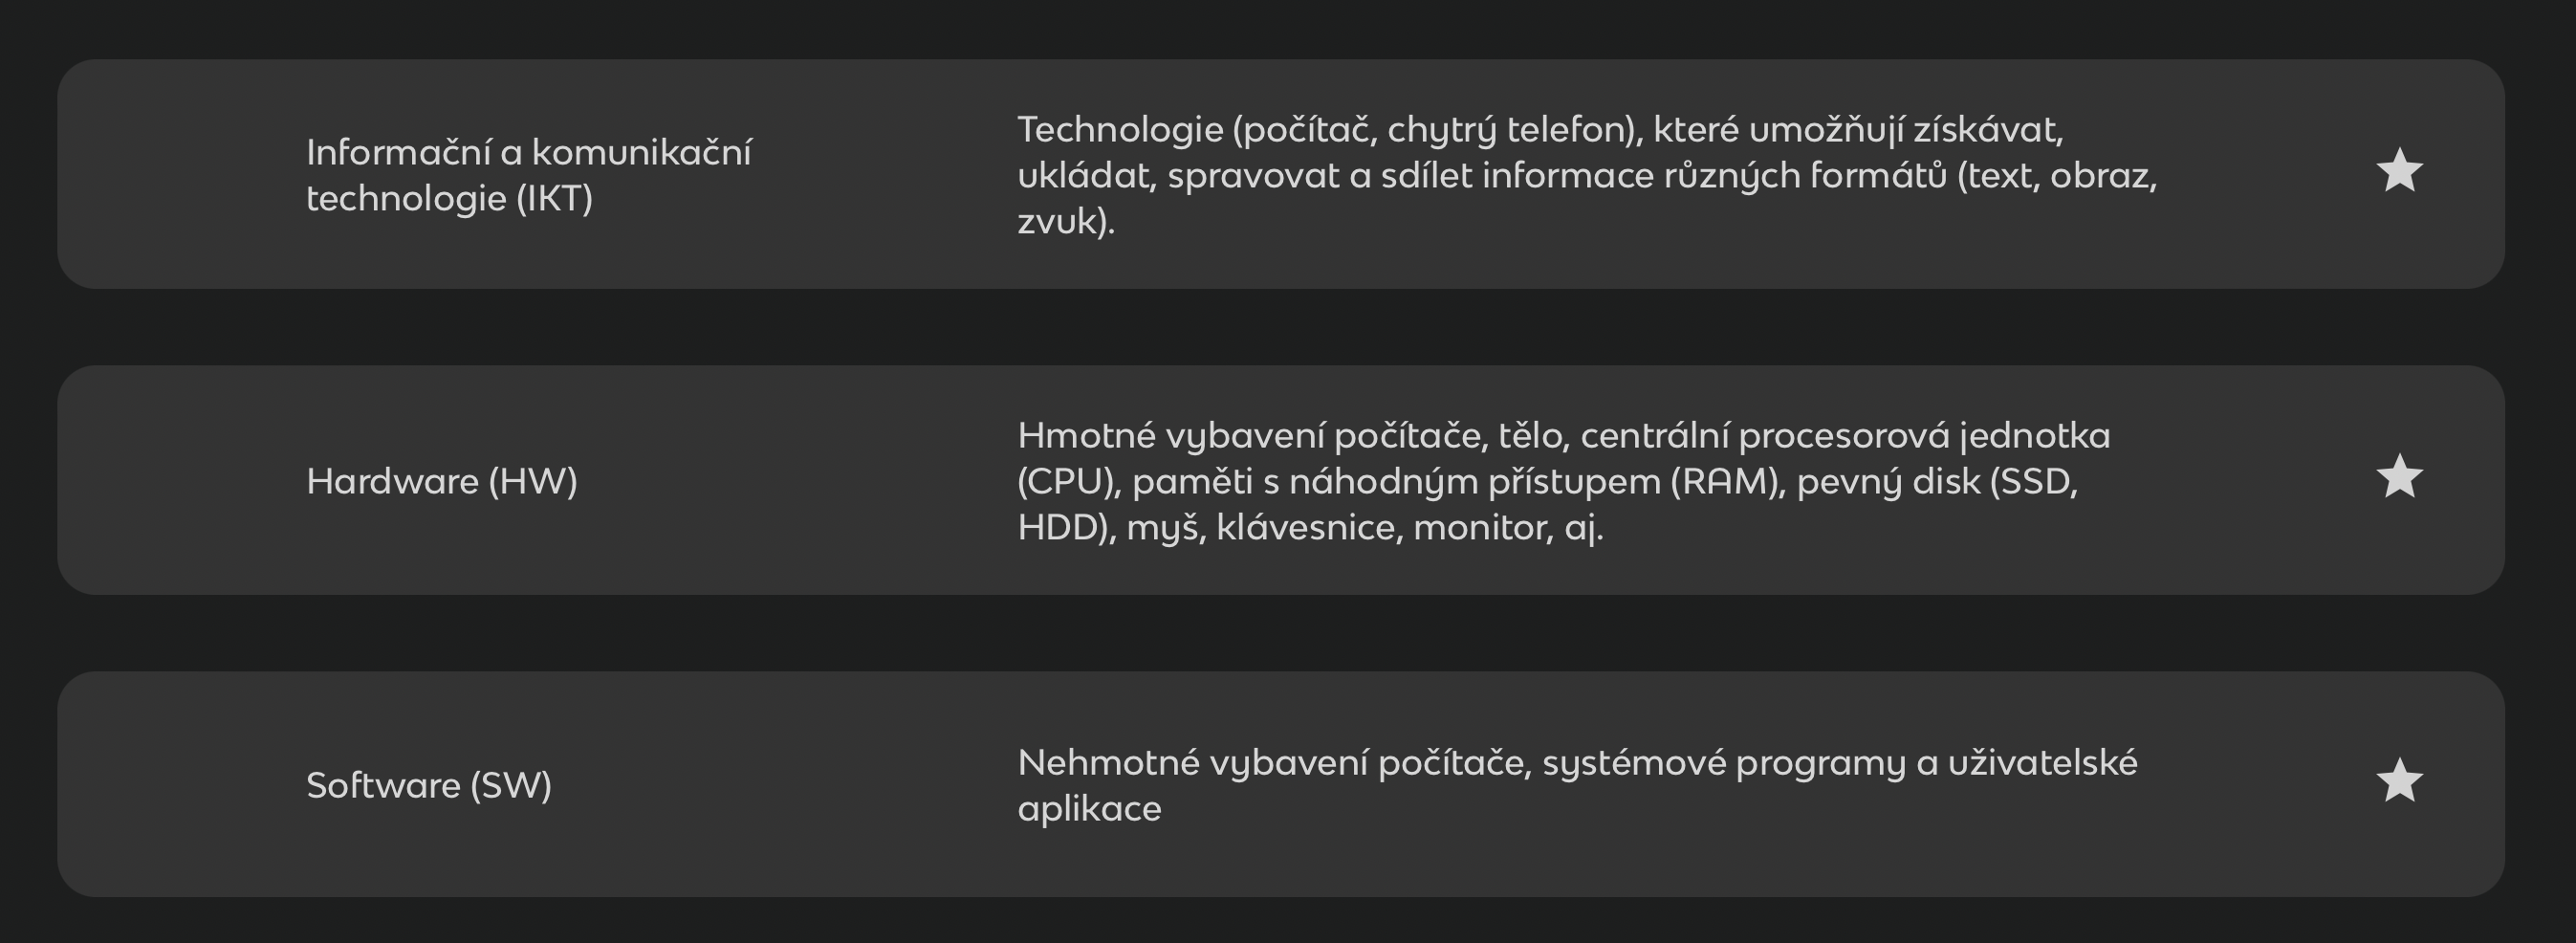 Informační a komunikační
technologie (IKT)
Technologie (počítač, chytrý telefon), které umožňují získávat,
ukládat, spravovat a sdílet informace různých formátů (text, obraz,
zvuk).
Hardware (HW)
Hmotné vybavení počítače, tělo, centrální procesorová jednotka
(CPU), paměti s náhodným přístupem (RAM), pevný disk (SSD,
HDD), myš, klávesnice, monitor, aj.
Software (SW)
Nehmotné vybavení počítače, systémové programy a uživatelské
aplikace